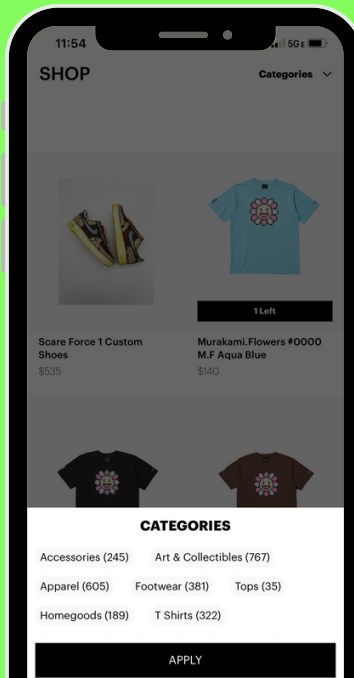 11:54
5G E
SHOP
Categories
1 Left
Scare Force 1 Custom
Shoes
$535
Murakami.Flowers #0000
M.F Aqua Blue
$140
CATEGORIES
Accessories (245) Art & Collectibles (767)
Apparel (605) Footwear (381) Tops (35)
Homegoods (189) T Shirts (322)
APPLY